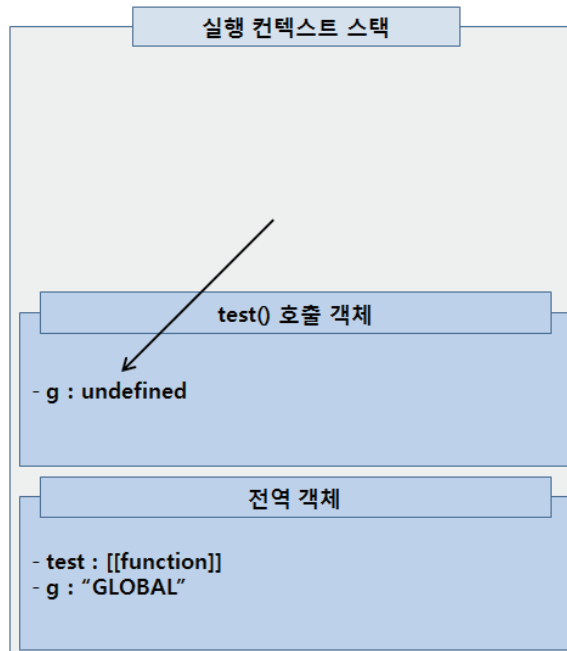 실행 컨텍스트 스택
test() 호출 객체
- g : undefined
전역 객체
- test : [[function]]
- g : “GLOBAL”